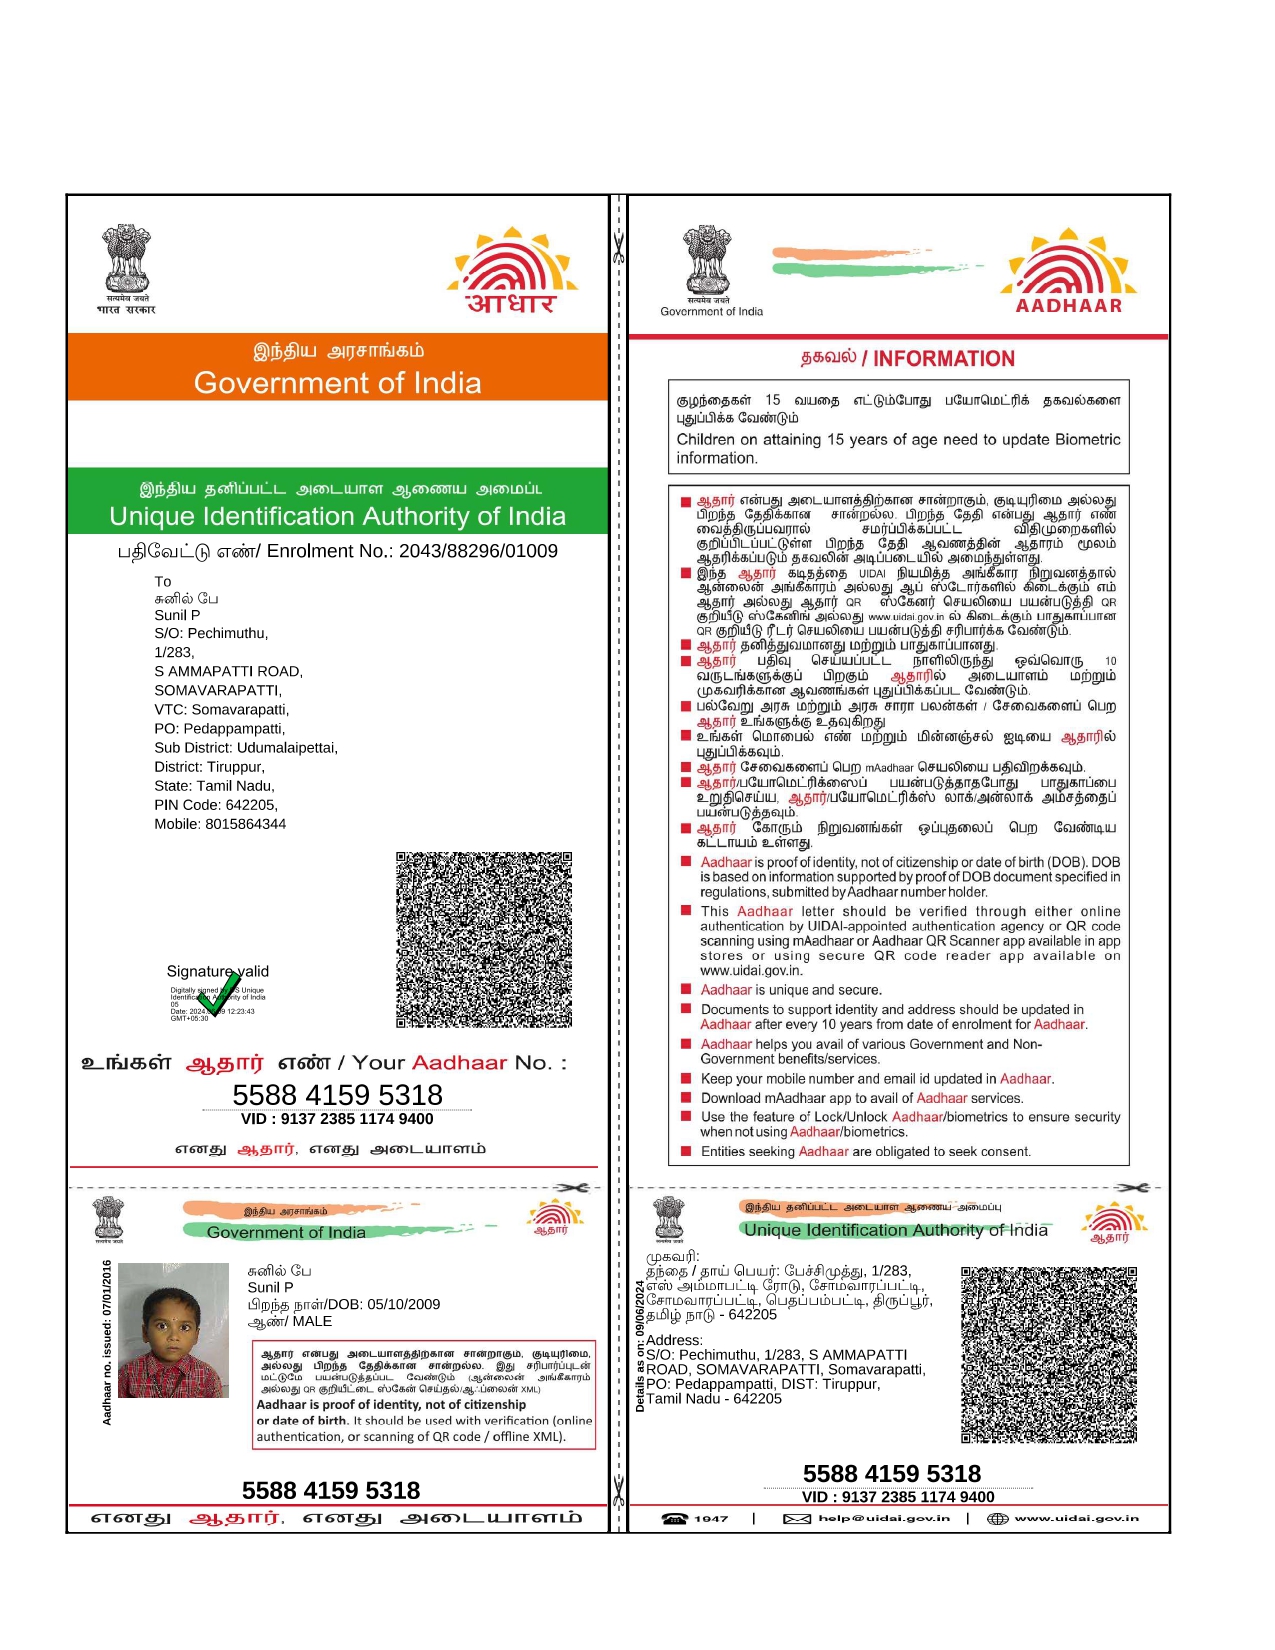 सत्यमेव जयते
भारत सरकार
आधार
இந்திய அரசாங்கம்
Government of India
இந்திய தனிப்பட்ட அடையாள ஆணைய அமைப்ப
Unique Identification Authority of India
பதிவேட்டு எண்/ Enrolment No.: 2043/88296/01009
To
சுனில் பே
Sunil P
S/O: Pechimuthu,
1/283,
S AMMAPATTI ROAD,
SOMAVARAPATTI,
VTC: Somavarapatti,
PO: Pedappampatti,
Sub District: Udumalaipettai,
District: Tiruppur,
State: Tamil Nadu,
PIN Code: 642205,
Mobile: 8015864344
Signature valid
Digitally signed by DS Unique
Identification Authority of India
05
Date: 2024 12:23:43
GMT+05:30
உங்கள் ஆதார் எண் / Your Aadhaar No. :
5588 4159 5318
VID : 9137 2385 1174 9400
எனது ஆதார், எனது அடையாளம்
இந்திய அரசாங்கம்
Government of India
ஆதார்
Aadhaar no. issued: 07/01/2016
சுனில் பே
Sunil P
பிறந்த நாள்/DOB: 05/10/2009
ஆண்/ MALE
ஆதார் என்பது அடையாளத்திற்கான சான்றாகும், குடியுரிமை,
அல்லது பிறந்த தேதிக்கான சான்றல்ல. இது சரிபார்ப்புடன்
மட்டுமே பயன்படுத்தப்பட வேண்டும் (ஆன்லைன் அங்கீகாரம்
அல்லது QR குறியீட்டை ஸ்கேன் செய்தல்/ஆஃப்லைன் XML)
Aadhaar is proof of identity, not of citizenship
or date of birth. It should be used with verification (online
authentication, or scanning of QR code / offline XML).
5588 4159 5318
எனது ஆதார், எனது அடையாளம்
सत्यमेव जयते
Government of India
AADHAAR
தகவல் / INFORMATION
குழந்தைகள் 15 வயதை எட்டும்போது பயோமெட்ரிக் தகவல்களை
புதுப்பிக்க வேண்டும்
Children on attaining 15 years of age need to update Biometric
information.
ஆதார் என்பது அடையாளத்திற்கான சான்றாகும், குடியுரிமை அல்லது
பிறந்த தேதிக்கான சான்றல்ல. பிறந்த தேதி என்பது ஆதார் எண்
வைத்திருப்பவரால் சமர்ப்பிக்கப்பட்ட விதிமுறைகளில்
குறிப்பிடப்பட்டுள்ள பிறந்த தேதி ஆவணத்தின் ஆதாரம் மூலம்
ஆதரிக்கப்படும் தகவலின் அடிப்படையில் அமைந்துள்ளது.
இந்த ஆதார் கடிதத்தை UIDAI நியமித்த அங்கீகார நிறுவனத்தால்
ஆன்லைன் அங்கீகாரம் அல்லது ஆப் ஸ்டோர்களில் கிடைக்கும் எம்
ஆதார் அல்லது ஆதார் QR ஸ்கேனர் செயலியை பயன்படுத்தி QR
குறியீடு ஸ்கேனிங் அல்லது www.uidai.gov.in ல் கிடைக்கும் பாதுகாப்பான
QR குறியீடு ரீடர் செயலியை பயன்படுத்தி சரிபார்க்க வேண்டும்.
ஆதார் தனித்துவமானது மற்றும் பாதுகாப்பானது.
ஆதார் பதிவு செய்யப்பட்ட நாளிலிருந்து ஒவ்வொரு 10
வருடங்களுக்குப் பிறகும் ஆதாரில் அடையாளம் மற்றும்
முகவரிக்கான ஆவணங்கள் புதுப்பிக்கப்பட வேண்டும்.
பல்வேறு அரசு மற்றும் அரசு சாரா பலன்கள் / சேவைகளைப் பெற
ஆதார் உங்களுக்கு உதவுகிறது
உங்கள் மொபைல் எண் மற்றும் மின்னஞ்சல் ஐடியை ஆதாரில்
புதுப்பிக்கவும்.
ஆதார் சேவைகளைப் பெற mAadhaar செயலியை பதிவிறக்கவும்.
ஆதார்/பயோமெட்ரிக்ஸைப் பயன்படுத்தாதபோது பாதுகாப்பை
உறுதிசெய்ய, ஆதார்/பயோமெட்ரிக்ஸ் லாக்/அன்லாக் அம்சத்தைப்
பயன்படுத்தவும்.
ஆதார் கோரும் நிறுவனங்கள் ஒப்புதலைப் பெற வேண்டிய
கட்டாயம் உள்ளது.
Aadhaar is proof of identity, not of citizenship or date of birth (DOB). DOB
is based on information supported by proof of DOB document specified in
regulations, submitted by Aadhaar number holder.
This Aadhaar letter should be verified through either online
authentication by UIDAI-appointed authentication agency or QR code
scanning using mAadhaar or Aadhaar QR Scanner app available in app
stores or using secure QR code reader app available on
www.uidai.gov.in.
Aadhaar is unique and secure.
Documents to support identity and address should be updated in
Aadhaar after every 10 years from date of enrolment for Aadhaar.
Aadhaar helps you avail of various Government and Non-
Government benefits/services.
Keep your mobile number and email id updated in Aadhaar.
Download mAadhaar app to avail of Aadhaar services.
Use the feature of Lock/Unlock Aadhaar/biometrics to ensure security
when not using Aadhaar/biometrics.
Entities seeking Aadhaar are obligated to seek consent.
இந்திய தனிப்பட்ட அடையாள ஆணைய அமைப்பு
Unique Identification Authority of India
ஆதார்
Details as on: 09/06/2024
முகவரி:
தந்தை / தாய் பெயர்: பேச்சிமுத்து, 1/283,
எஸ் அம்மாபட்டி ரோடு, சோமவாரப்பட்டி,
சோமவாரப்பட்டி, பெதப்பம்பட்டி, திருப்பூர்,
தமிழ் நாடு - 642205
Address:
S/O: Pechimuthu, 1/283, S AMMAPATTI
ROAD, SOMAVARAPATTI, Somavarapatti,
PO: Pedappampatti, DIST: Tiruppur,
Tamil Nadu - 642205
5588 4159 5318
VID : 9137 2385 1174 9400
1947 | help@uidai.gov.in | www.uidai.gov.in